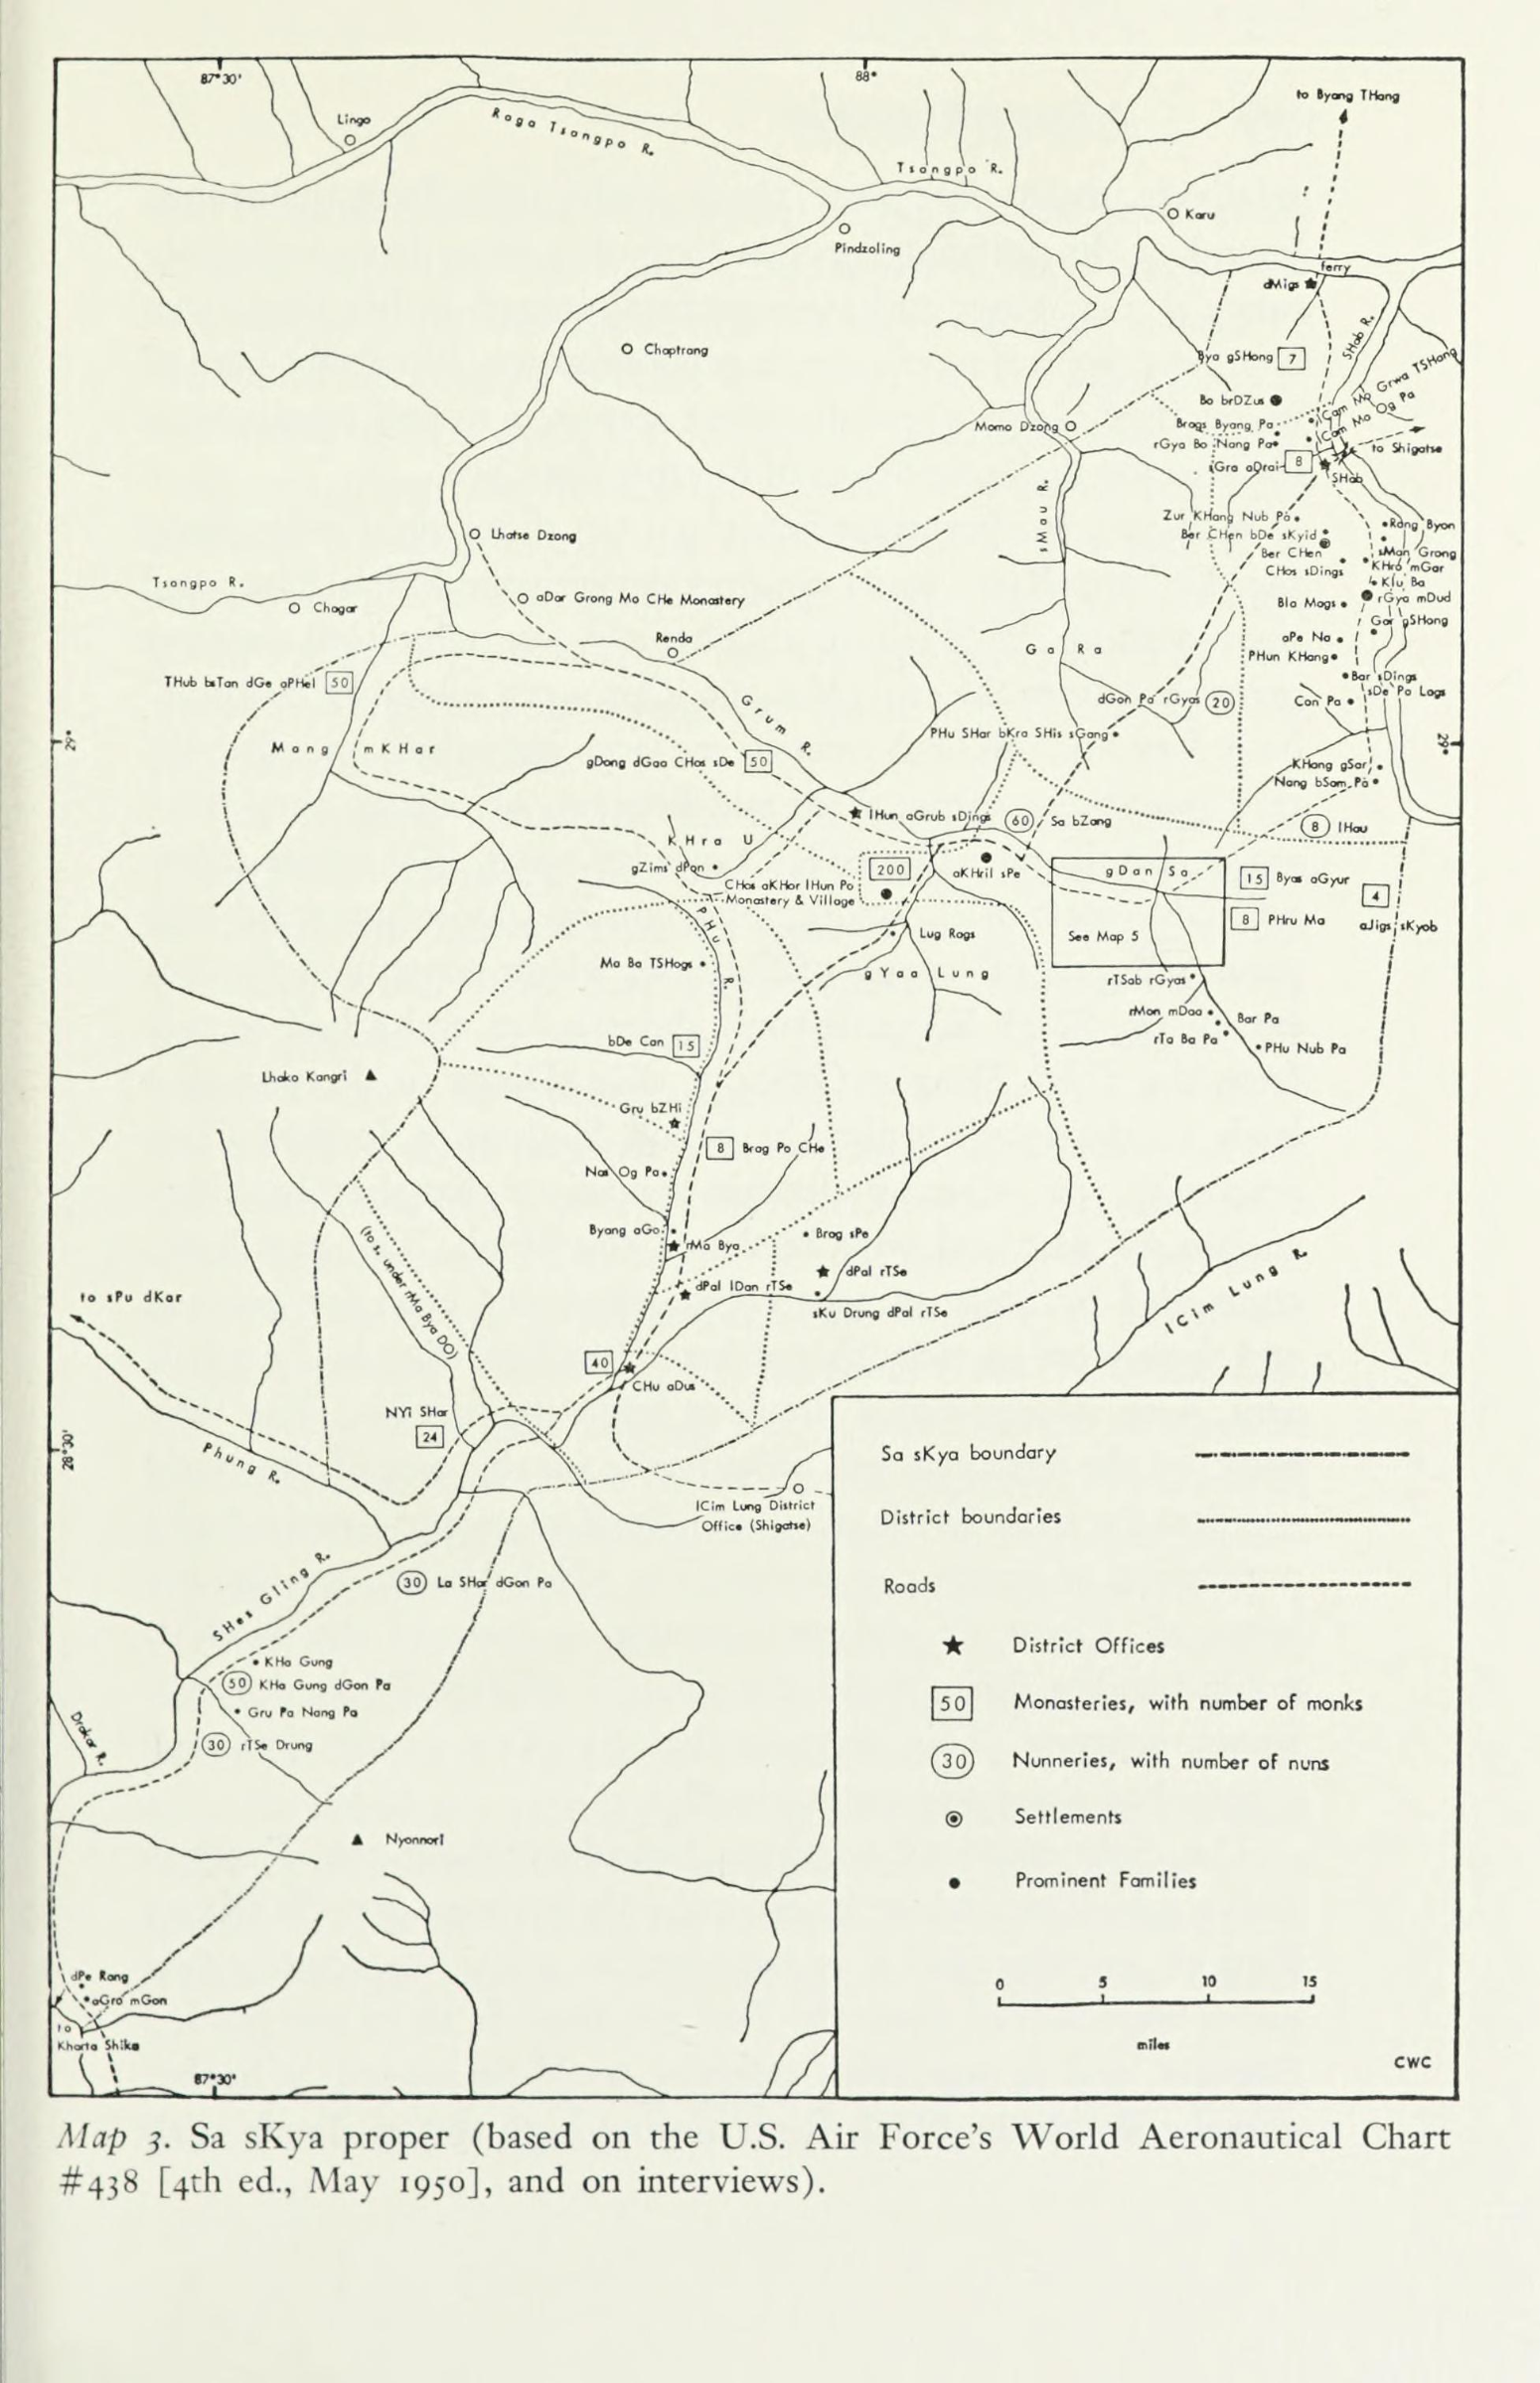 87°30'
88°
to Byang THang
Lingo
Raga Tsangpo R.
Tsangpo R.
Karu
Pindzoling
ferry
dMigs
SHab R.
Chaptrang
Bya gSHong 7
lCam Mo Grwa TSHang
Bo brDZus
lCam Mo Og Pa
Brags Byang Pa
Momo Dzong
rGya Bo Nang Pa
to Shigatse
8
SHab
sMau R.
Zur KHang Nub Pa
Rang Byon
Lhatse Dzong
Ber CHen bDe sKyid
Ber CHen
sMan Grong
CHos sDings
KHro mGar
Klu Ba
Tsangpo R.
Chagar
aDar Grong Mo CHe Monastery
Bla Mags
rGya mDud
Gar gSHong
Renda
Ga Ra
aPe Na
PHun KHang
Bar sDings
THub bsTan dGe aPHel 50
Grum R.
dGon Pa rGyas 20
Can Pa
sDe Pa Lags
29°
Mang mKHar
PHu SHar bKra SHis sGang
29°
gDong dGaa CHos sDe 50
KHang gSar
Nang bSam Pa
lHun aGrub sDings
60 Sa bZang
8 lHau
KHra U
gZims dPon
200
aKHril sPe
gDan Sa
CHos aKHor lHun Po
Monastery & Village
15 Byas aGyur
4
PHu R.
8 PHru Ma
aJigs sKyob
Lug Rags
See Map 5
Ma Ba TSHogs
gYaa Lung
rTSab rGyas
rMon mDaa
Bar Pa
bDe Can 15
rTa Ba Pa
PHu Nub Pa
Lhako Kangri
Gru bZHi
8 Brag Po CHe
Nas Og Pa
Byang aGo
rMa Bya
Brag sPe
(to s. under rMa Bya DO)
dPal lDan rTSe
dPal rTSe
sKu Drung dPal rTSe
lCim Lung R.
to sPu dKar
40
CHu aDus
NYi SHar
24
28°30'
Phung R.
lCim Lung District
Office (Shigatse)
Sa sKya boundary
District boundaries
Roads
SHes Gling R.
30 La SHar dGon Pa
District Offices
KHa Gung
50 KHa Gung dGon Pa
50 Monasteries, with number of monks
Gru Pa Nang Pa
Drakar R.
30 rTSe Drung
30 Nunneries, with number of nuns
Settlements
Nyonnori
Prominent Families
dPe Rang
aGro mGon
0 5 10 15
to
Kharta Shika
miles
87°30'
CWC
Map 3. Sa sKya proper (based on the U.S. Air Force's World Aeronautical Chart
#438 [4th ed., May 1950], and on interviews).